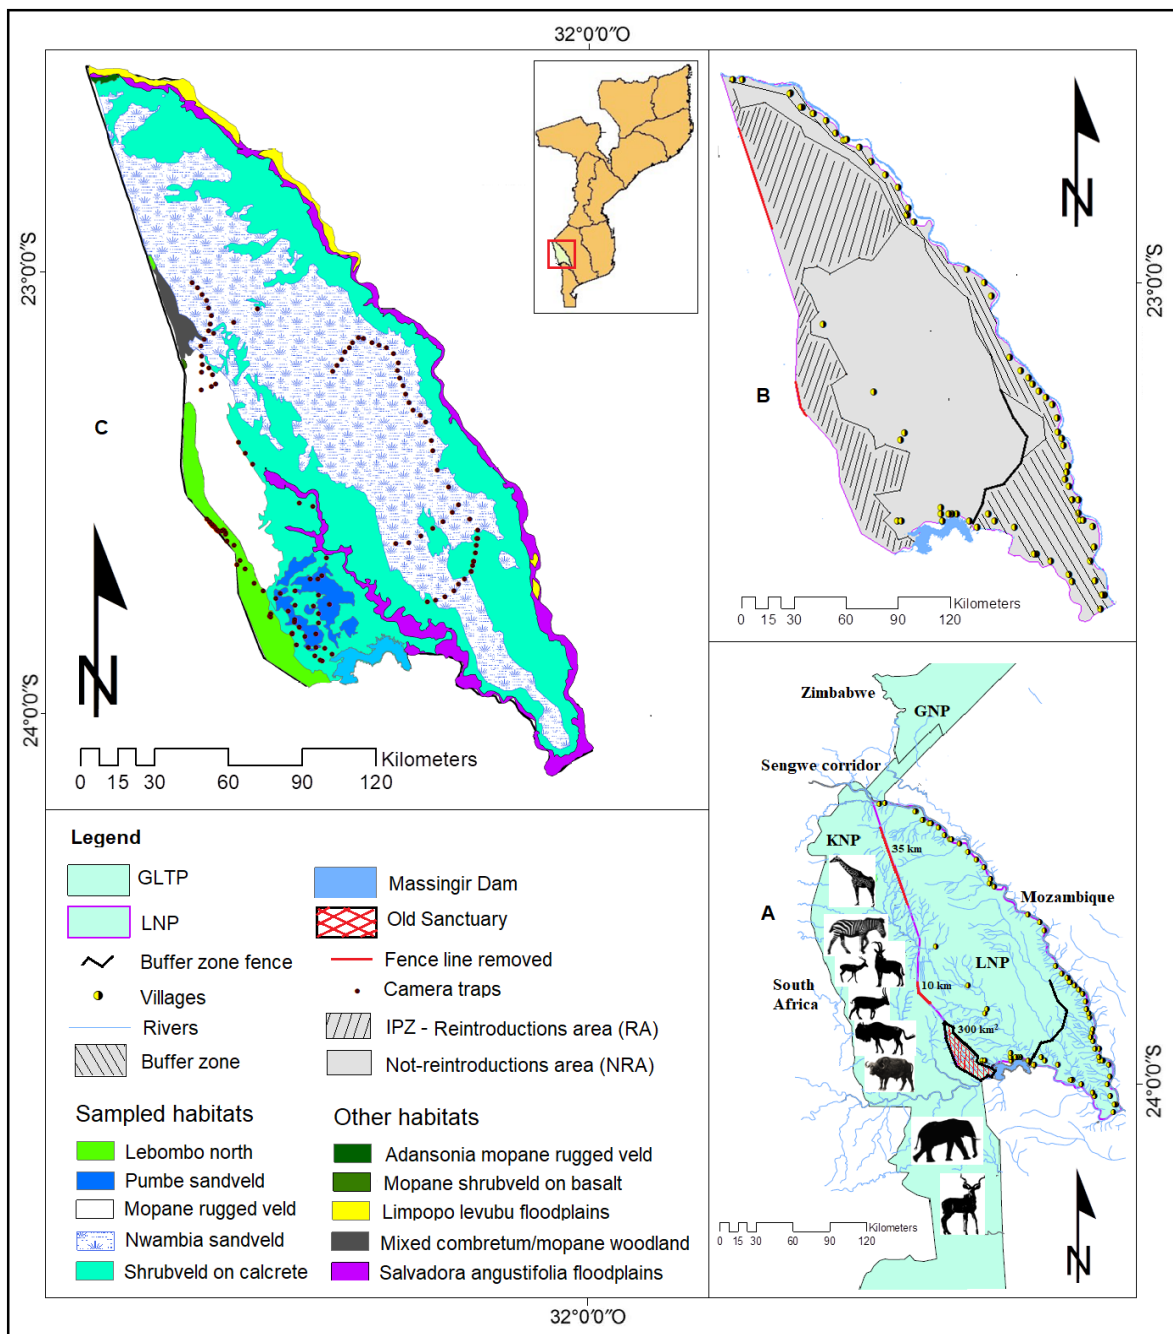 32°0'0"O
23°0'0"S
24°0'0"S
C
N
0 15 30 60 90 120
Kilometers
B
N
23°0'0"S
0 15 30 60 90 120
Kilometers
Zimbabwe
GNP
Sengwe corridor
KNP
35 km
Mozambique
A
LNP
South
Africa
10 km
300 km²
24°0'0"S
N
0 15 30 60 90 120
Kilometers
Legend
GLTP
LNP
Buffer zone fence
Villages
Rivers
Buffer zone
Massingir Dam
Old Sanctuary
Fence line removed
Camera traps
IPZ - Reintroductions area (RA)
Not-reintroductions area (NRA)
Sampled habitats
Lebombo north
Pumbe sandveld
Mopane rugged veld
Nwambia sandveld
Shrubveld on calcrete
Other habitats
Adansonia mopane rugged veld
Mopane shrubveld on basalt
Limpopo levubu floodplains
Mixed combretum/mopane woodland
Salvadora angustifolia floodplains
32°0'0"O